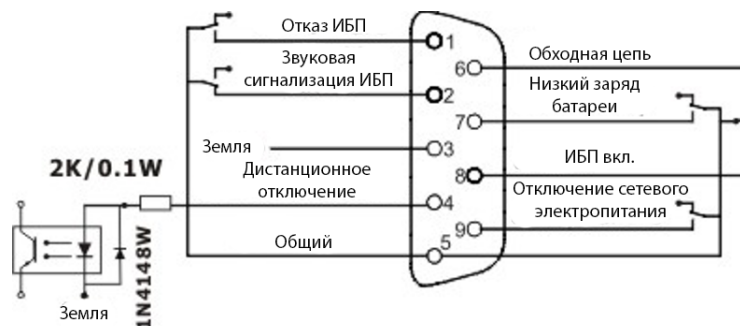 Отказ ИБП
1
Звуковая
сигнализация ИБП
2
Земля
3
2K/0.1W
Дистанционное
отключение
4
Общий
5
1N4148W
Земля
Обходная цепь
6
Низкий заряд
батареи
7
ИБП вкл.
8
Отключение сетевого
электропитания
9